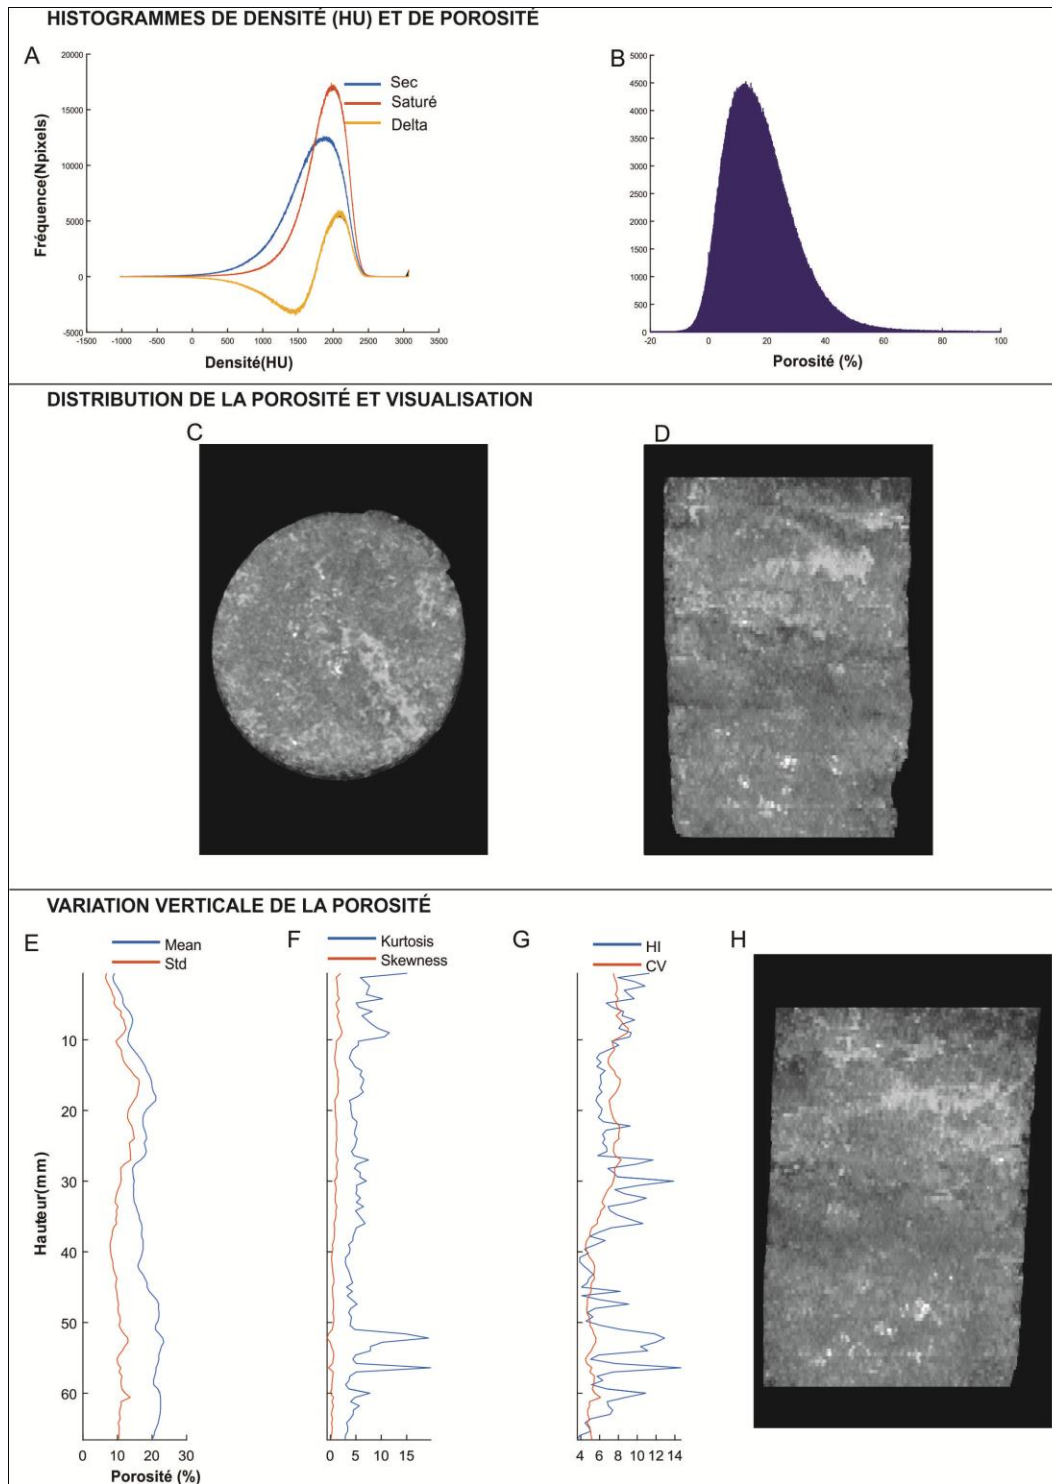 HISTOGRAMMES DE DENSITÉ (HU) ET DE POROSITÉ
A
20000
15000
10000
5000
0
-5000
-1500 -1000 -500 0 500 1000 1500 2000 2500 3000 3500
Fréquence(Npixels)
Densité(HU)
Sec
Saturé
Delta
B
5000
4500
4000
3500
3000
2500
2000
1500
1000
500
0
-20 0 20 40 60 80 100
Porosité (%)
DISTRIBUTION DE LA POROSITÉ ET VISUALISATION
C
D
VARIATION VERTICALE DE LA POROSITÉ
E
Mean
Std
10
20
30
40
50
60
Hauteur(mm)
0 10 20 30
Porosité (%)
F
Kurtosis
Skewness
0 5 10 15
G
HI
CV
4 6 8 10 12 14
H